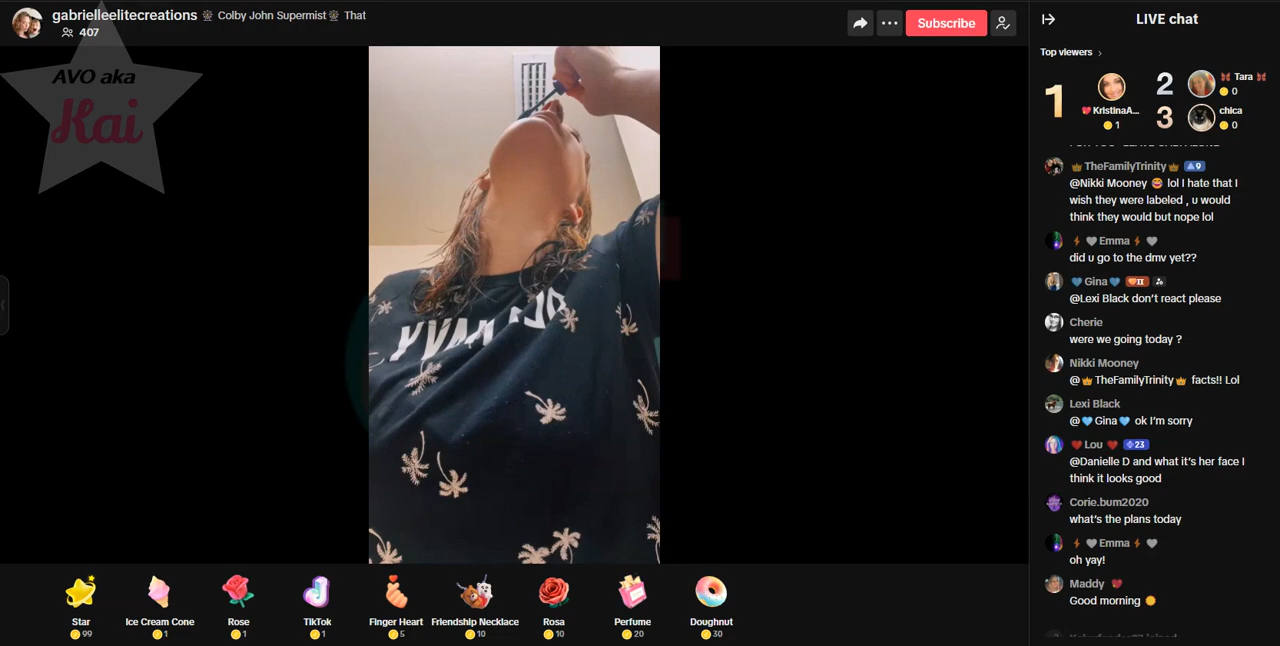 gabrielleelitecreations Colby John Supermist That
407
Subscribe
AVO aka
Kai
OLD NAVY
LIVE chat
Top viewers
1
KristinaA...
1
2
Tara
0
3
chica
0
TheFamilyTrinity 9
@Nikki Mooney 😆 lol I hate that I
wish they were labeled , u would
think they would but nope lol
Emma
did u go to the dmv yet??
Gina II
@Lexi Black don't react please
Cherie
were we going today ?
Nikki Mooney
@👑TheFamilyTrinity👑 facts!! Lol
Lexi Black
@💙Gina💙 ok I'm sorry
Lou 23
@Danielle D and what it's her face I
think it looks good
Corie.bum2020
what's the plans today
Emma
oh yay!
Maddy
Good morning ☀
Star
99
Ice Cream Cone
1
Rose
1
TikTok
1
Finger Heart
5
Friendship Necklace
10
Rosa
10
Perfume
20
Doughnut
30